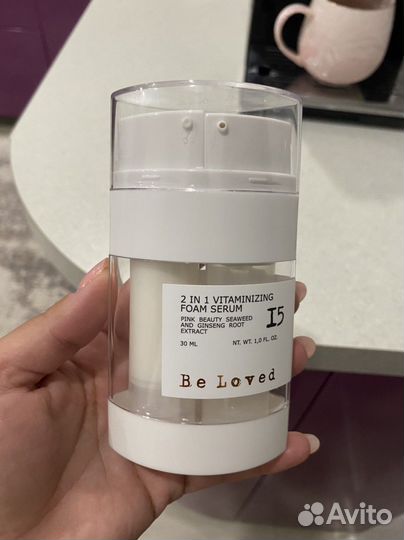 2 IN 1 VITAMINIZING
FOAM SERUM
PINK BEAUTY SEAWEED
AND GINSENG ROOT
EXTRACT
15
30 ML NT. WT. 1,0 FL. OZ.
Be Loved
Avito